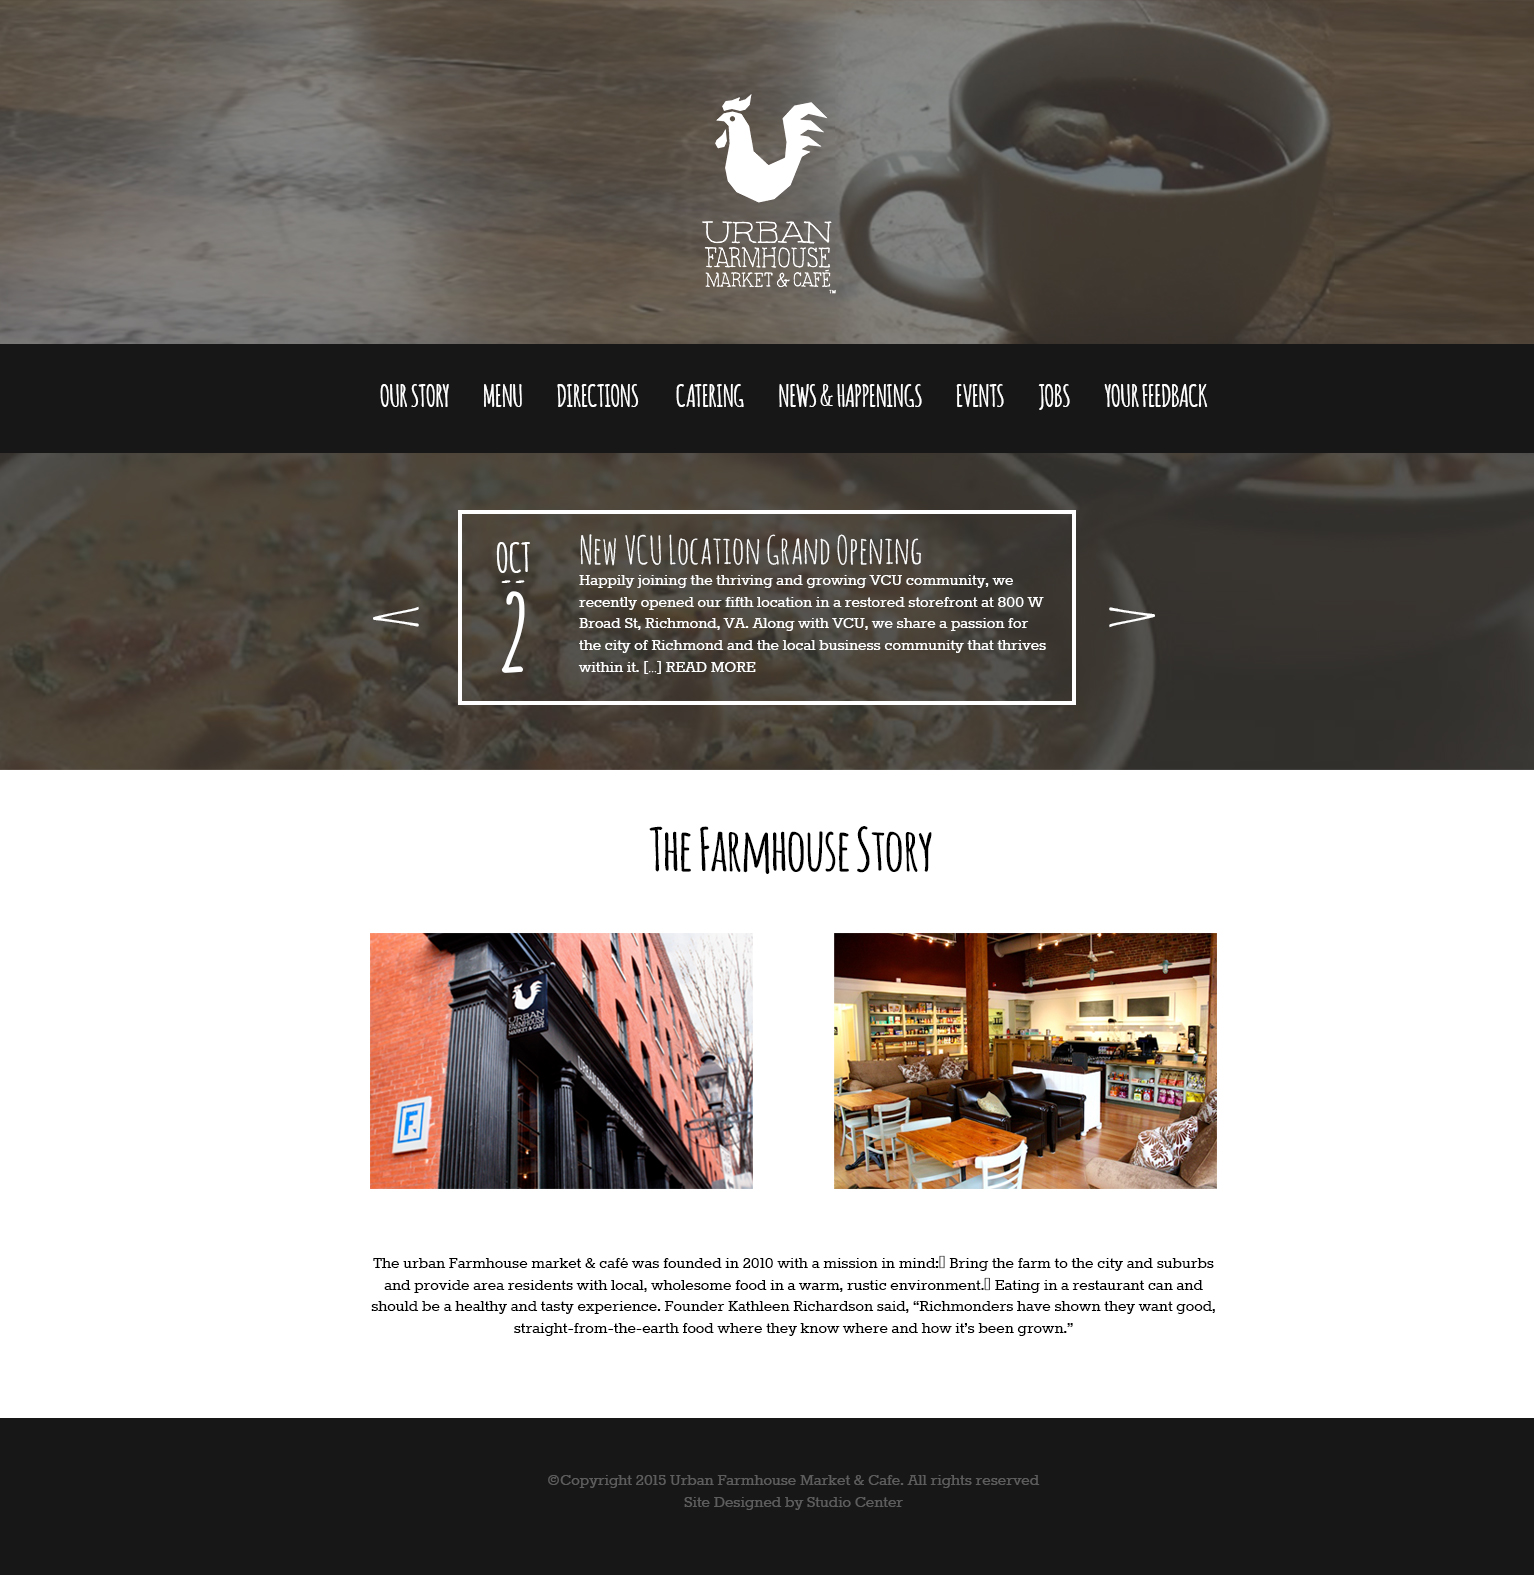 URBAN
FARMHOUSE
MARKET & CAFÉ
™
OUR STORY MENU DIRECTIONS CATERING NEWS & HAPPENINGS EVENTS JOBS YOUR FEEDBACK
OCT
2
New VCU Location Grand Opening
Happily joining the thriving and growing VCU community, we
recently opened our fifth location in a restored storefront at 800 W
Broad St, Richmond, VA. Along with VCU, we share a passion for
the city of Richmond and the local business community that thrives
within it. [...] READ MORE
<
>
The Farmhouse Story
URBAN
FARMHOUSE
MARKET & CAFÉ
F.
The urban Farmhouse market & café was founded in 2010 with a mission in mind:▯ Bring the farm to the city and suburbs
and provide area residents with local, wholesome food in a warm, rustic environment.▯ Eating in a restaurant can and
should be a healthy and tasty experience. Founder Kathleen Richardson said, “Richmonders have shown they want good,
straight-from-the-earth food where they know where and how it’s been grown.”
©Copyright 2015 Urban Farmhouse Market & Cafe. All rights reserved
Site Designed by Studio Center